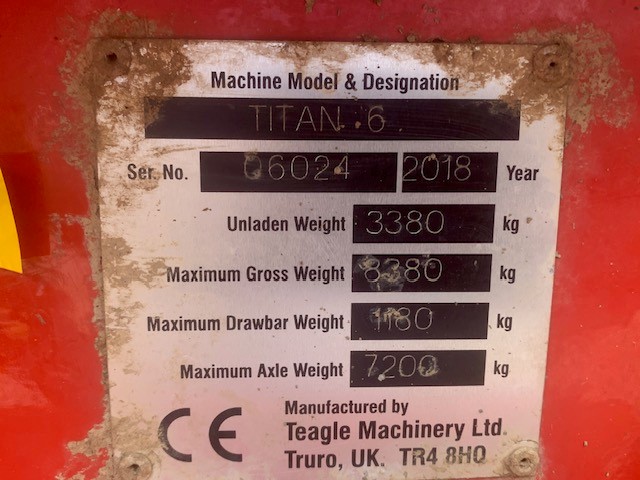 Machine Model & Designation
TITAN 6
Ser. No. 06024 2018 Year
Unladen Weight 3380 kg
Maximum Gross Weight 8380 kg
Maximum Drawbar Weight 1180 kg
Maximum Axle Weight 7200 kg
CE
Manufactured by
Teagle Machinery Ltd.
Truro, UK. TR4 8HQ